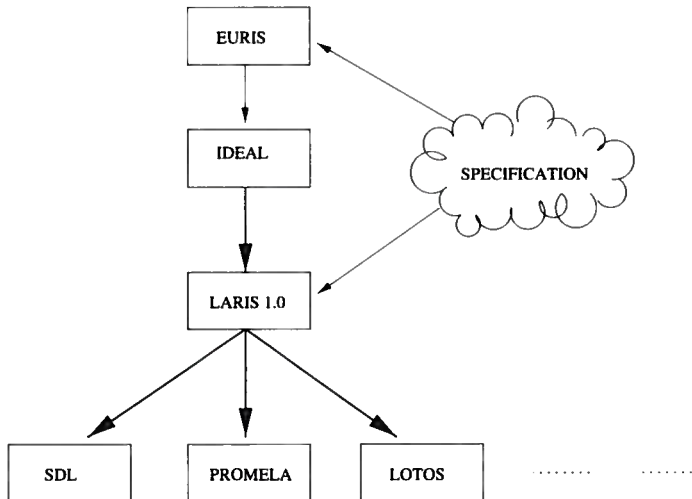 EURIS
IDEAL
SPECIFICATION
LARIS 1.0
SDL
PROMELA
LOTOS